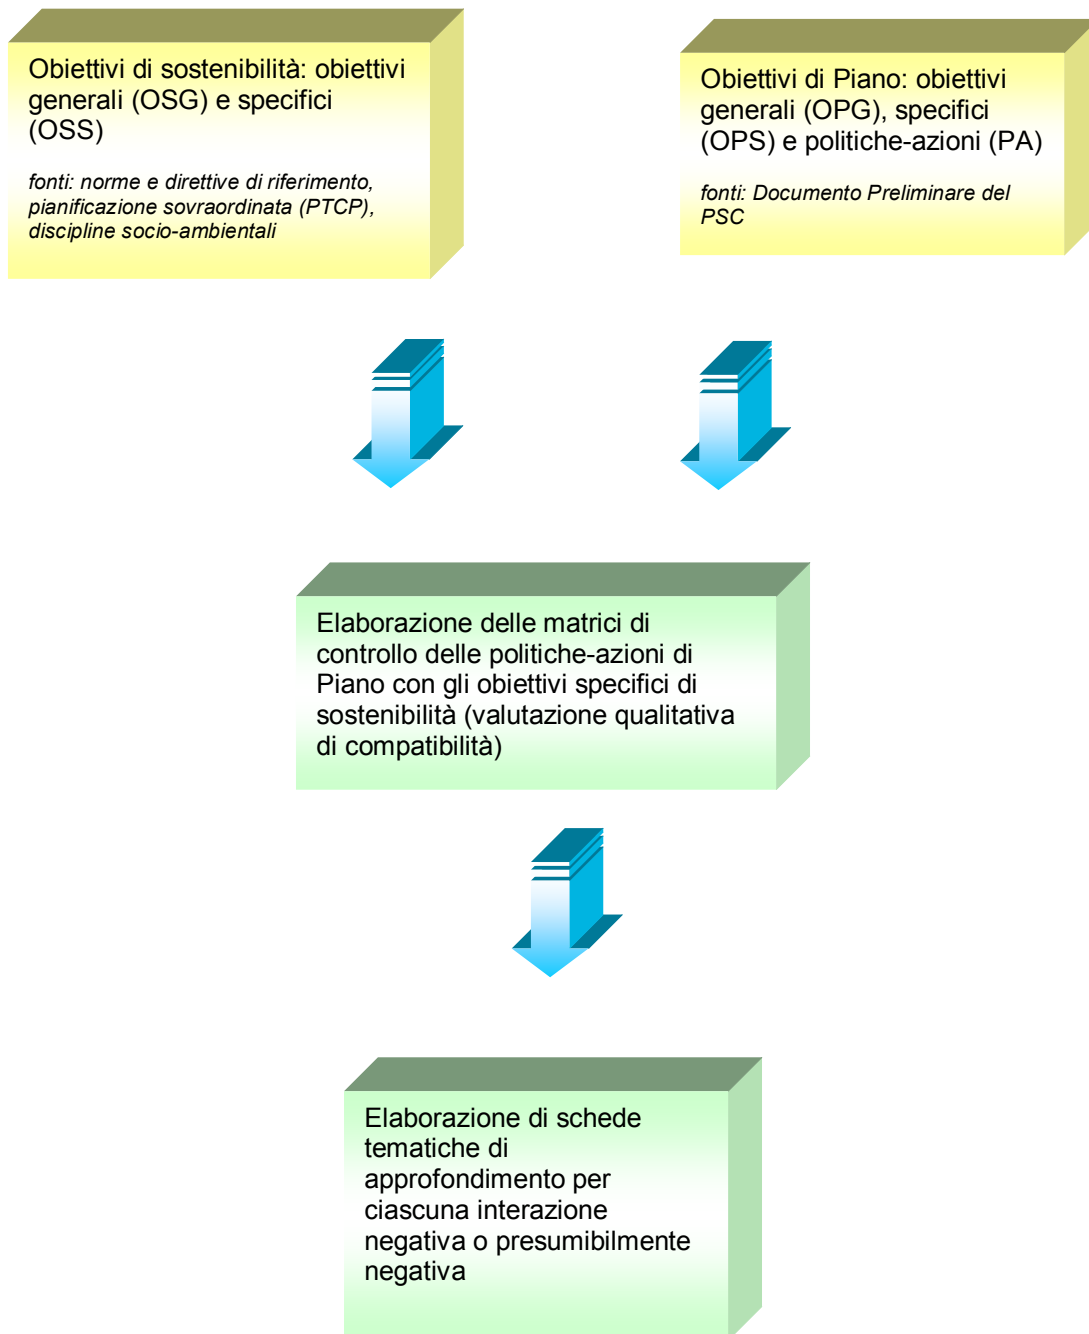 Obiettivi di sostenibilità: obiettivi
generali (OSG) e specifici
(OSS)
fonti: norme e direttive di riferimento,
pianificazione sovraordinata (PTCP),
discipline socio-ambientali
Obiettivi di Piano: obiettivi
generali (OPG), specifici
(OPS) e politiche-azioni (PA)
fonti: Documento Preliminare del
PSC
Elaborazione delle matrici di
controllo delle politiche-azioni di
Piano con gli obiettivi specifici di
sostenibilità (valutazione qualitativa
di compatibilità)
Elaborazione di schede
tematiche di
approfondimento per
ciascuna interazione
negativa o presumibilmente
negativa